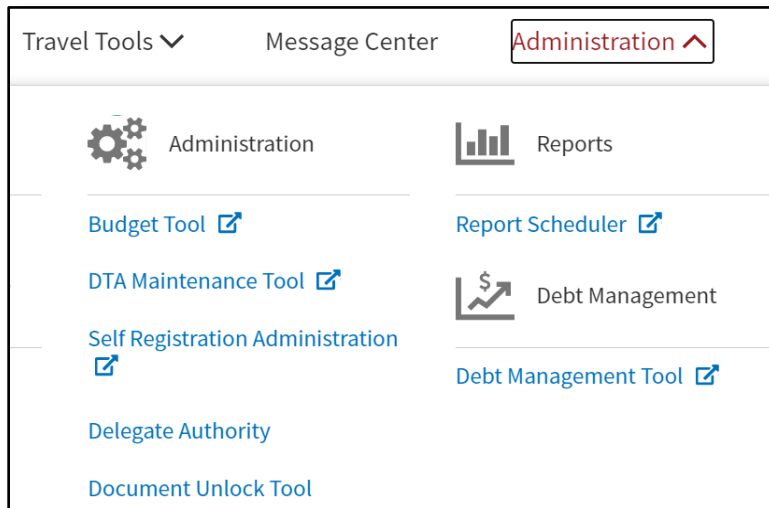 Travel Tools
Message Center
Administration
Administration
Budget Tool
DTA Maintenance Tool
Self Registration Administration
Delegate Authority
Document Unlock Tool
Reports
Report Scheduler
$
Debt Management
Debt Management Tool